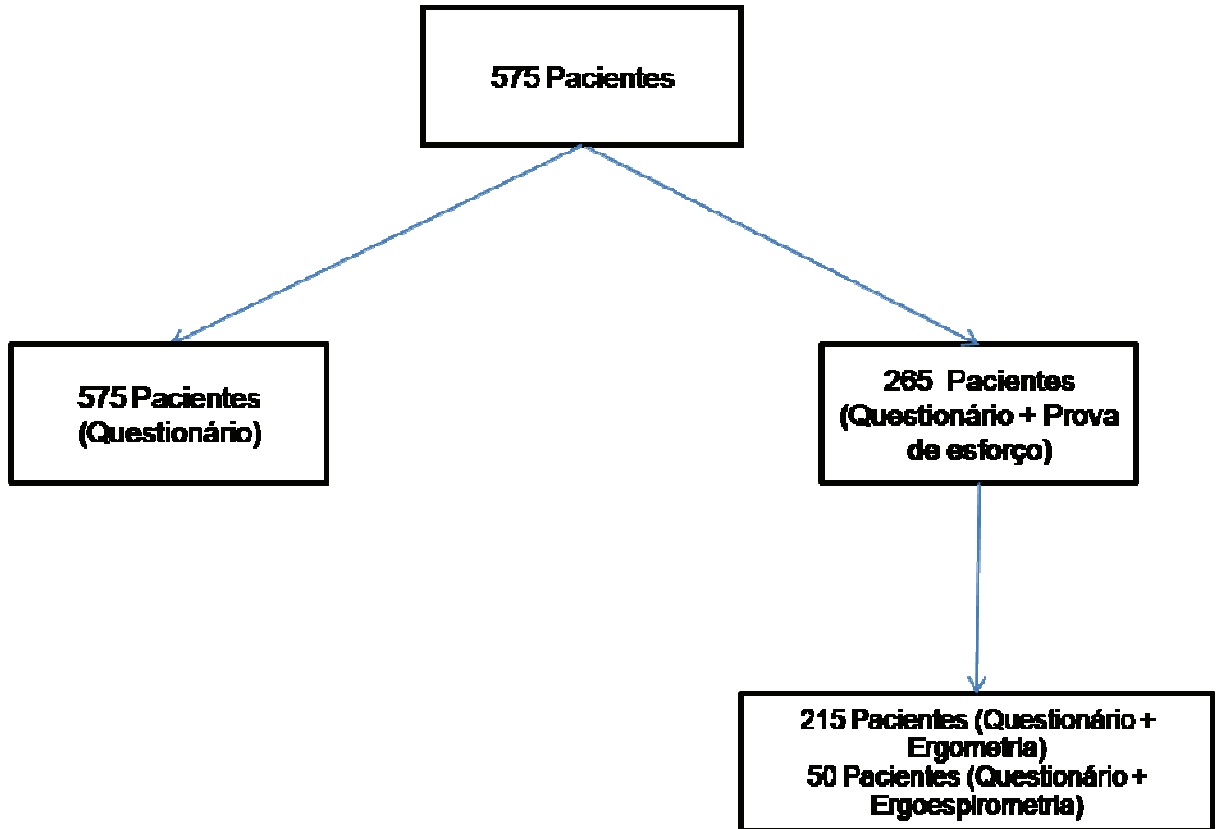 575 Pacientes
575 Pacientes
(Questionário)
265 Pacientes
(Questionário + Prova
de esforço)
215 Pacientes (Questionário +
Ergometria)
50 Pacientes (Questionário +
Ergoespirometria)